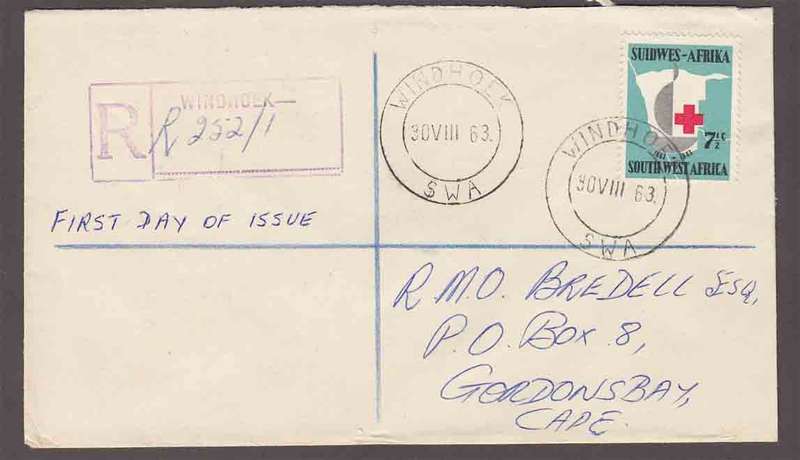 WINDHOEK
R
R 252/1
WINDHOEK
30 VIII 63.
SWA
SUIDWES-AFRIKA
7½c
SOUTH WEST AFRICA
WINDHOEK
30 VIII 63.
SWA
FIRST DAY OF ISSUE
R.M.O. BREDELL ESQ,
P.O. BOX 8,
GORDONSBAY,
CAPE.